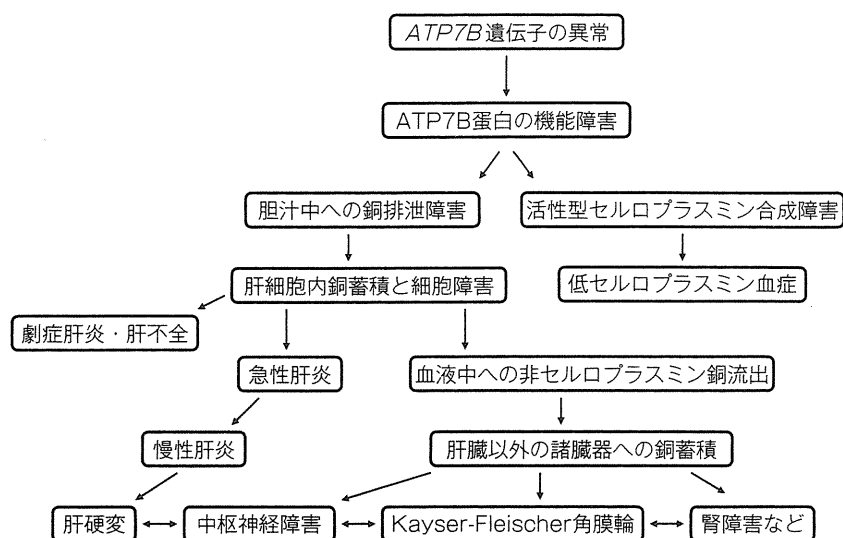 ATP7B遺伝子の異常
ATP7B蛋白の機能障害
胆汁中への銅排泄障害
活性型セルロプラスミン合成障害
肝細胞内銅蓄積と細胞障害
低セルロプラスミン血症
劇症肝炎・肝不全
急性肝炎
血液中への非セルロプラスミン銅流出
慢性肝炎
肝臓以外の諸臓器への銅蓄積
肝硬変
中枢神経障害
Kayser-Fleischer角膜輪
腎障害など